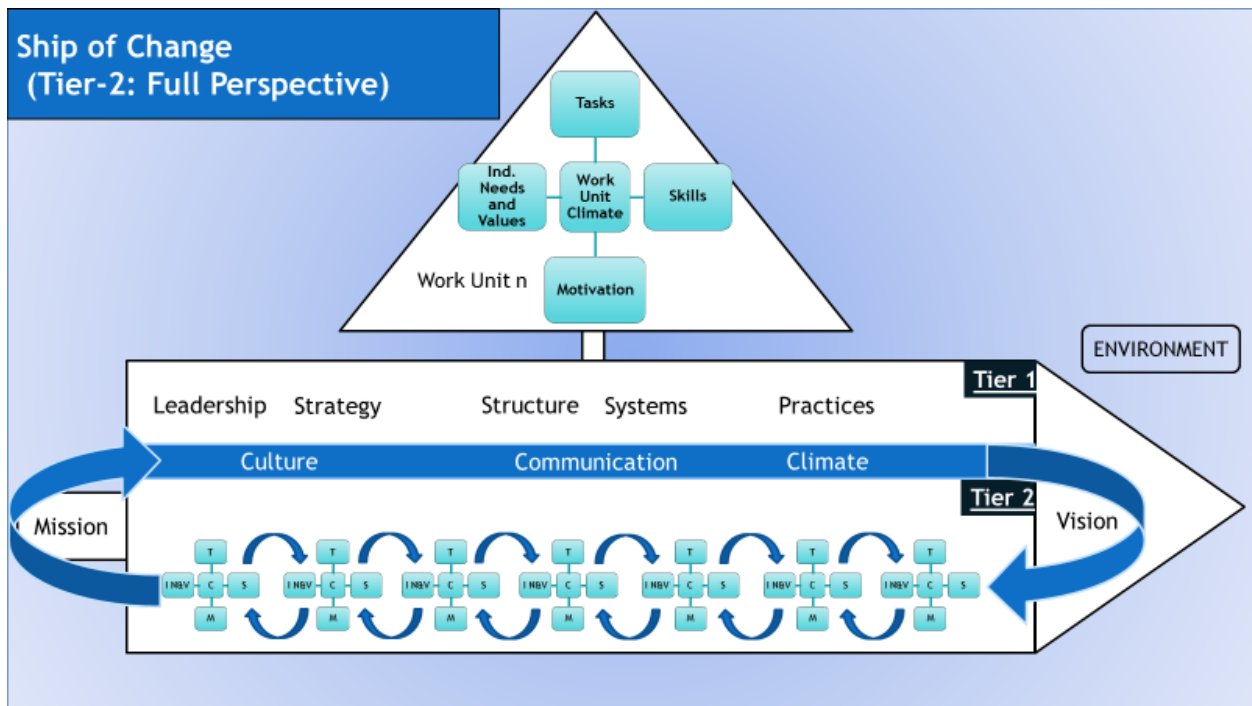 Ship of Change
(Tier-2: Full Perspective)
Tasks
Ind.
Needs
and
Values
Work
Unit
Climate
Skills
Work Unit n
Motivation
ENVIRONMENT
Tier 1
Leadership
Strategy
Structure
Systems
Practices
Culture
Communication
Climate
Tier 2
Mission
Vision
T
T
T
T
T
T
T
I N&V
C
S
I N&V
C
S
I N&V
C
S
I N&V
C
S
I N&V
C
S
I N&V
C
S
I N&V
C
S
M
M
M
M
M
M
M